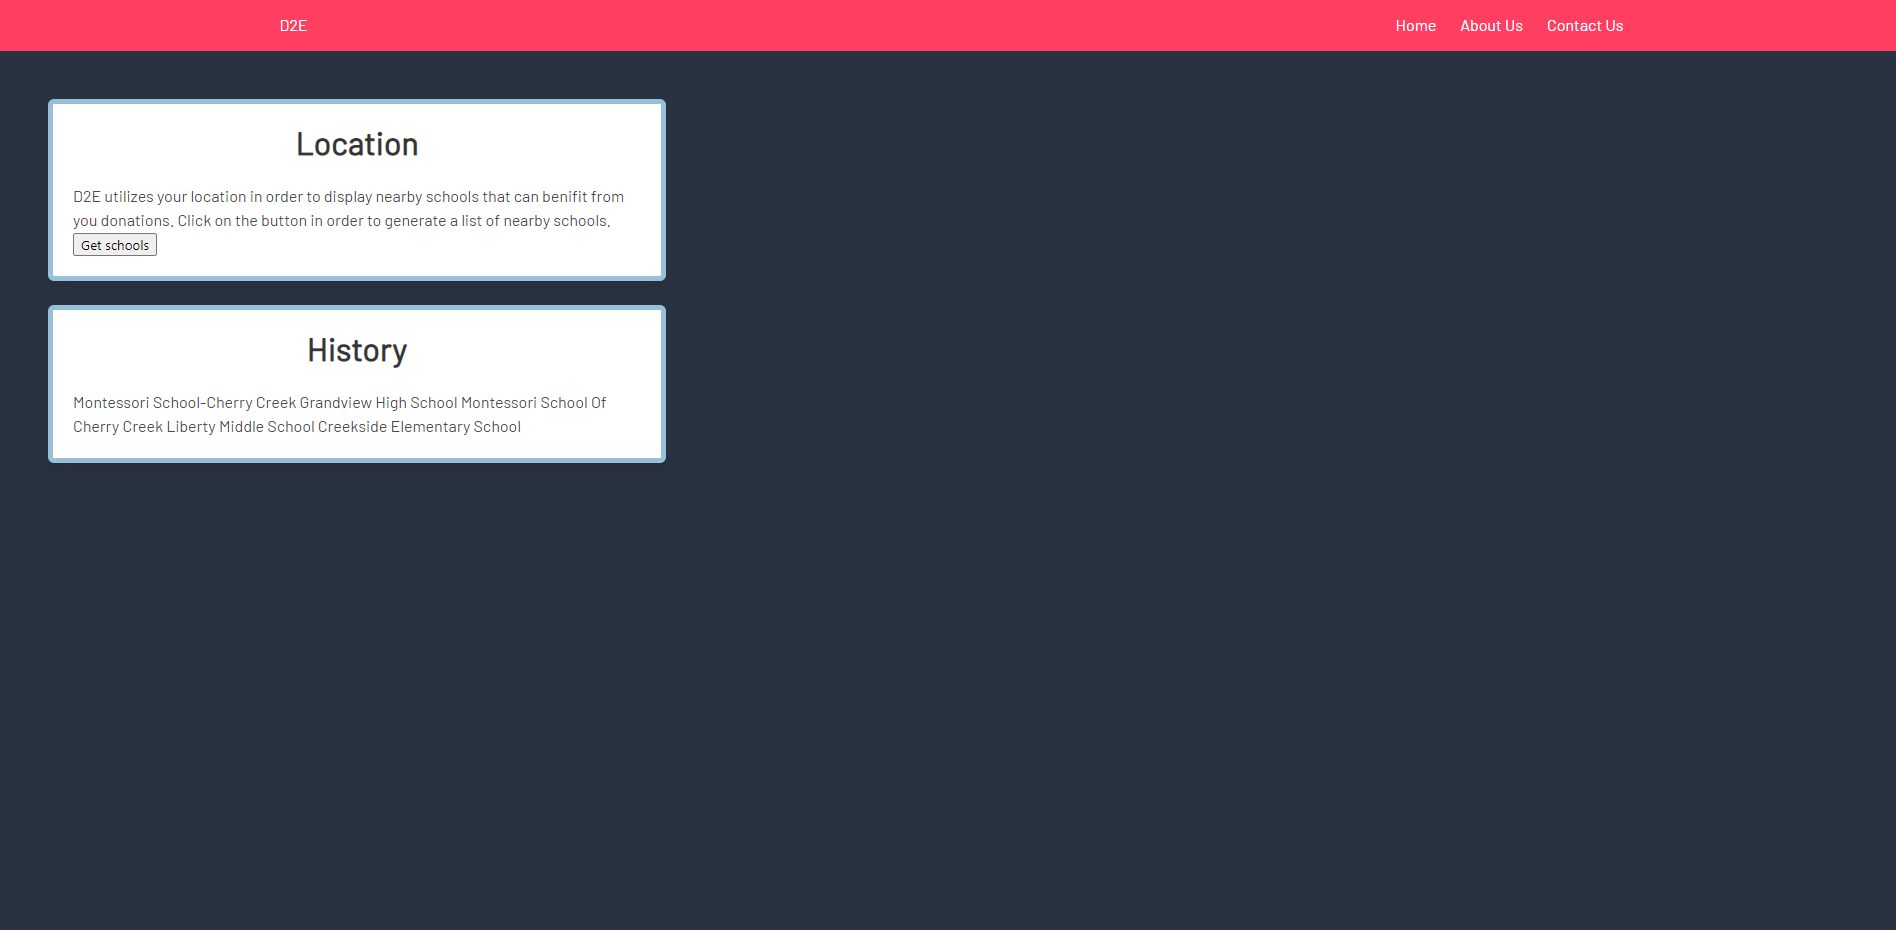 D2E
Home About Us Contact Us
Location
D2E utilizes your location in order to display nearby schools that can benifit from
you donations. Click on the button in order to generate a list of nearby schools.
Get schools
History
Montessori School-Cherry Creek Grandview High School Montessori School Of
Cherry Creek Liberty Middle School Creekside Elementary School